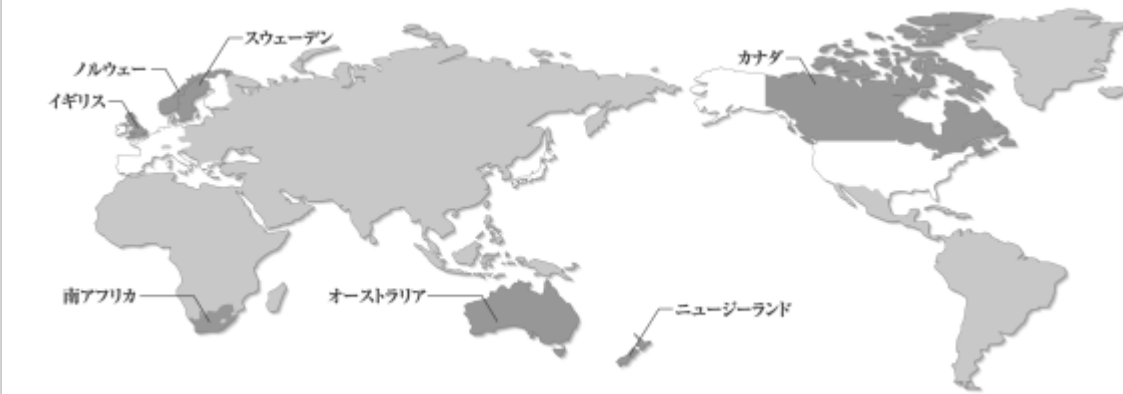 スウェーデン
ノルウェー
イギリス
カナダ
南アフリカ
オーストラリア
ニュージーランド